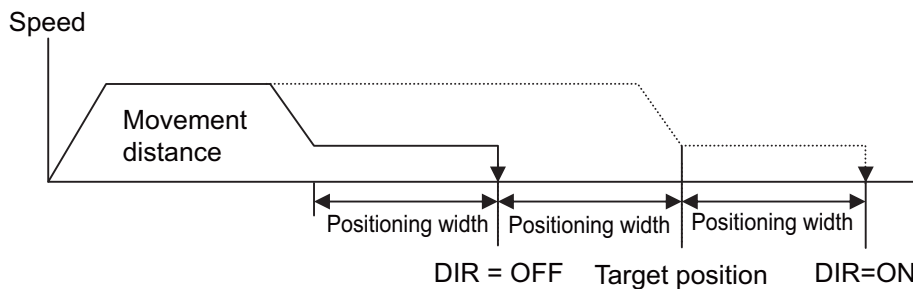 Speed
Movement
distance
Positioning width
Positioning width
Positioning width
DIR = OFF
Target position
DIR=ON